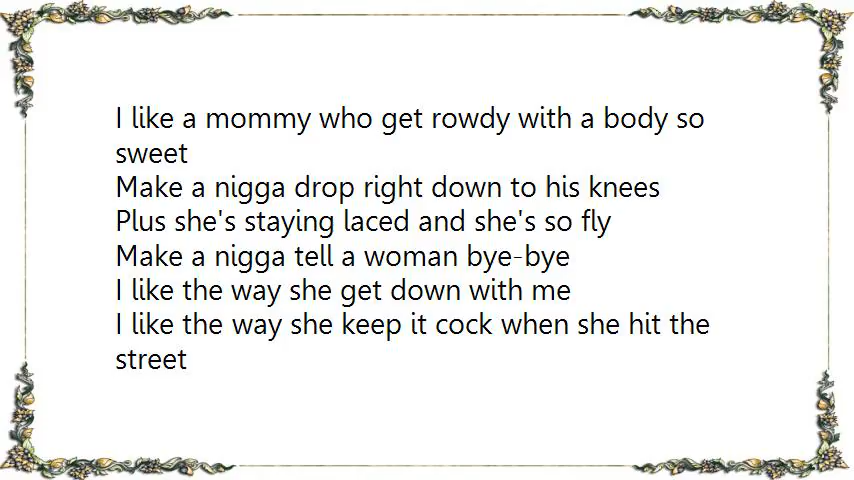 I like a mommy who get rowdy with a body so
sweet
Make a nigga drop right down to his knees
Plus she's staying laced and she's so fly
Make a nigga tell a woman bye-bye
I like the way she get down with me
I like the way she keep it cock when she hit the
street